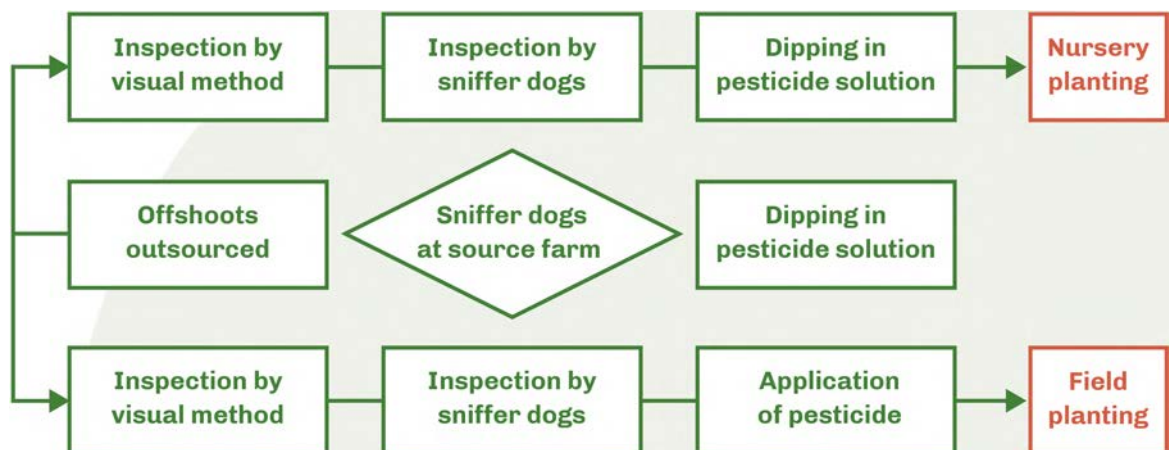 Inspection by
visual method
Inspection by
sniffer dogs
Dipping in
pesticide solution
Nursery
planting
Offshoots
outsourced
Sniffer dogs
at source farm
Dipping in
pesticide solution
Inspection by
visual method
Inspection by
sniffer dogs
Application
of pesticide
Field
planting